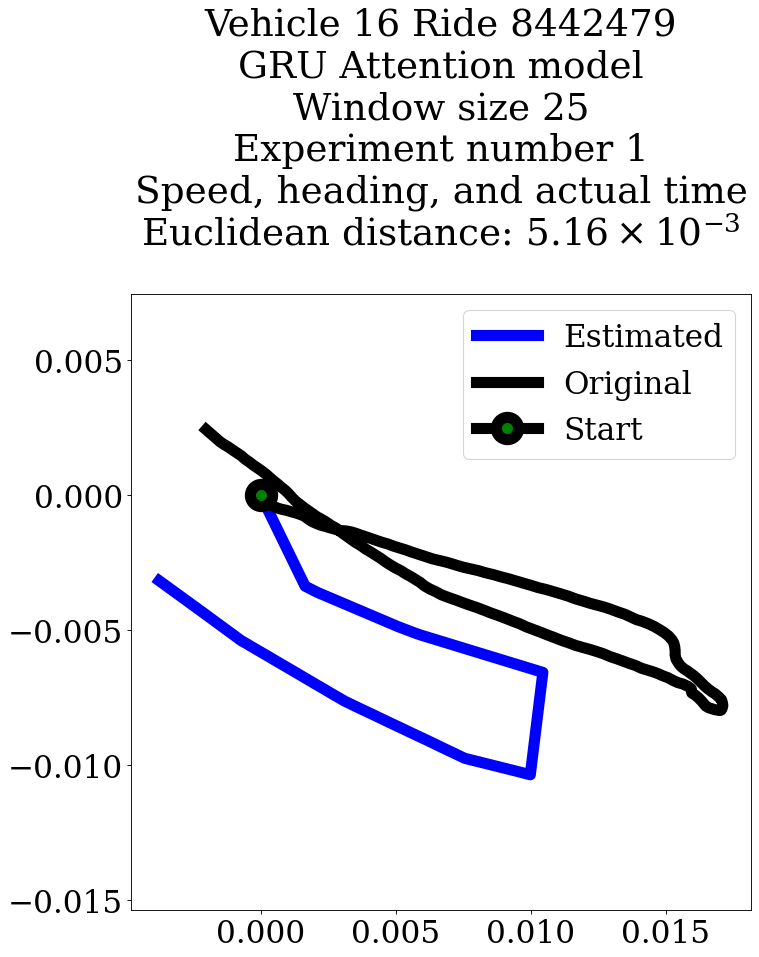 Vehicle 16 Ride 8442479
GRU Attention model
Window size 25
Experiment number 1
Speed, heading, and actual time
Euclidean distance: 5.16 × 10⁻³
Estimated
Original
Start
0.005
0.000
−0.005
−0.010
−0.015
0.000 0.005 0.010 0.015